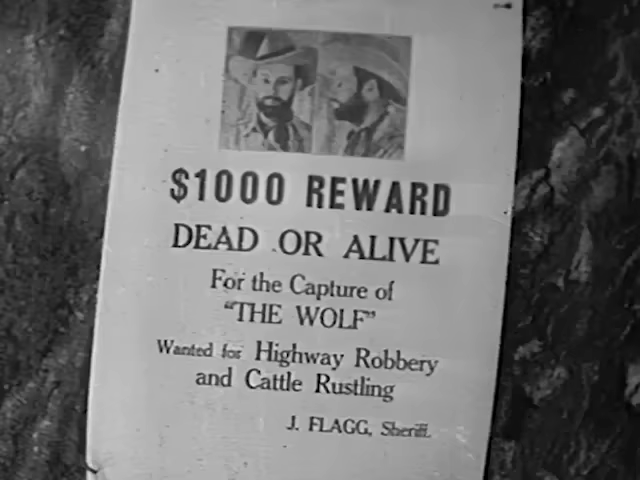 $1000 REWARD
DEAD OR ALIVE
For the Capture of
"THE WOLF"
Wanted for Highway Robbery
and Cattle Rustling
J. FLAGG, Sheriff.